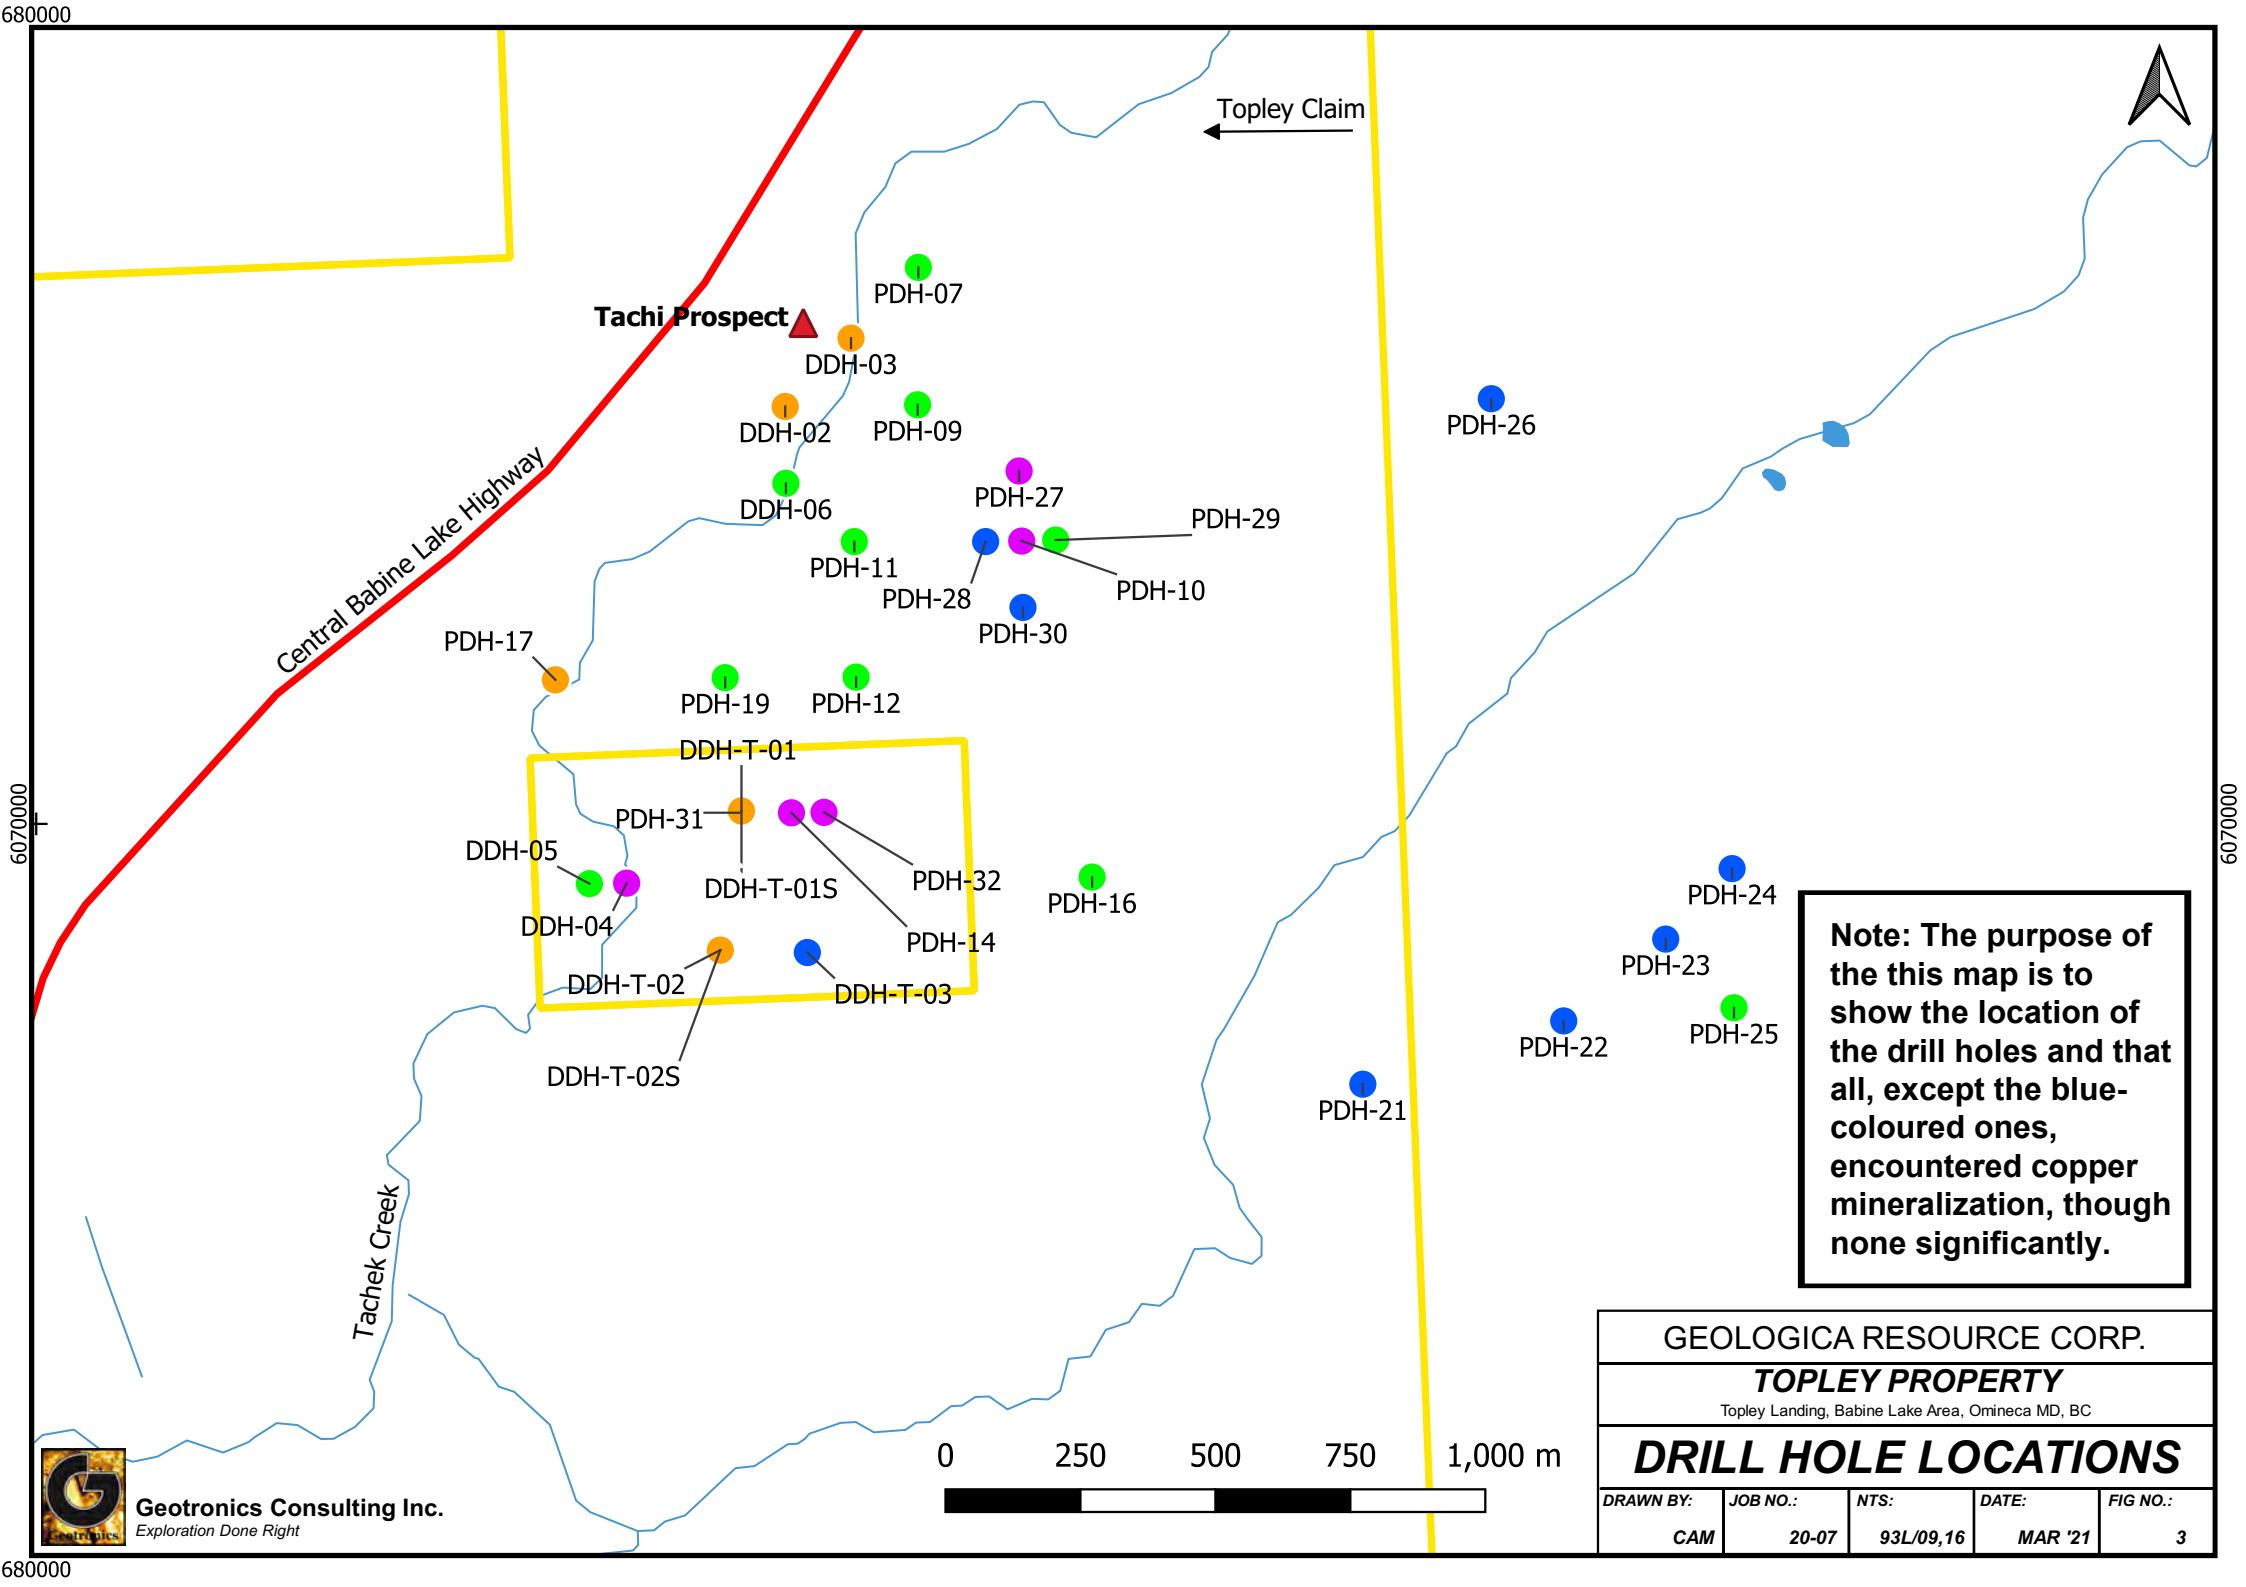 680000
Topley Claim
PDH-07
Tachi Prospect
DDH-03
DDH-02
PDH-09
PDH-26
Central Babine Lake Highway
PDH-27
DDH-06
PDH-29
PDH-11
PDH-28
PDH-10
PDH-30
PDH-17
PDH-19
PDH-12
DDH-T-01
6070000
6070000
PDH-31
DDH-05
DDH-T-01S
PDH-32
PDH-16
PDH-24
DDH-04
PDH-14
PDH-23
DDH-T-02
DDH-T-03
PDH-25
PDH-22
DDH-T-02S
PDH-21
Note: The purpose of
the this map is to
show the location of
the drill holes and that
all, except the blue-
coloured ones,
encountered copper
mineralization, though
none significantly.
Tachek Creek
GEOLOGICA RESOURCE CORP.
TOPLEY PROPERTY
Topley Landing, Babine Lake Area, Omineca MD, BC
DRILL HOLE LOCATIONS
DRAWN BY: JOB NO.: NTS: DATE: FIG NO.:
CAM 20-07 93L/09,16 MAR '21 3
0 250 500 750 1,000 m
Geotronics
Geotronics Consulting Inc.
Exploration Done Right
680000